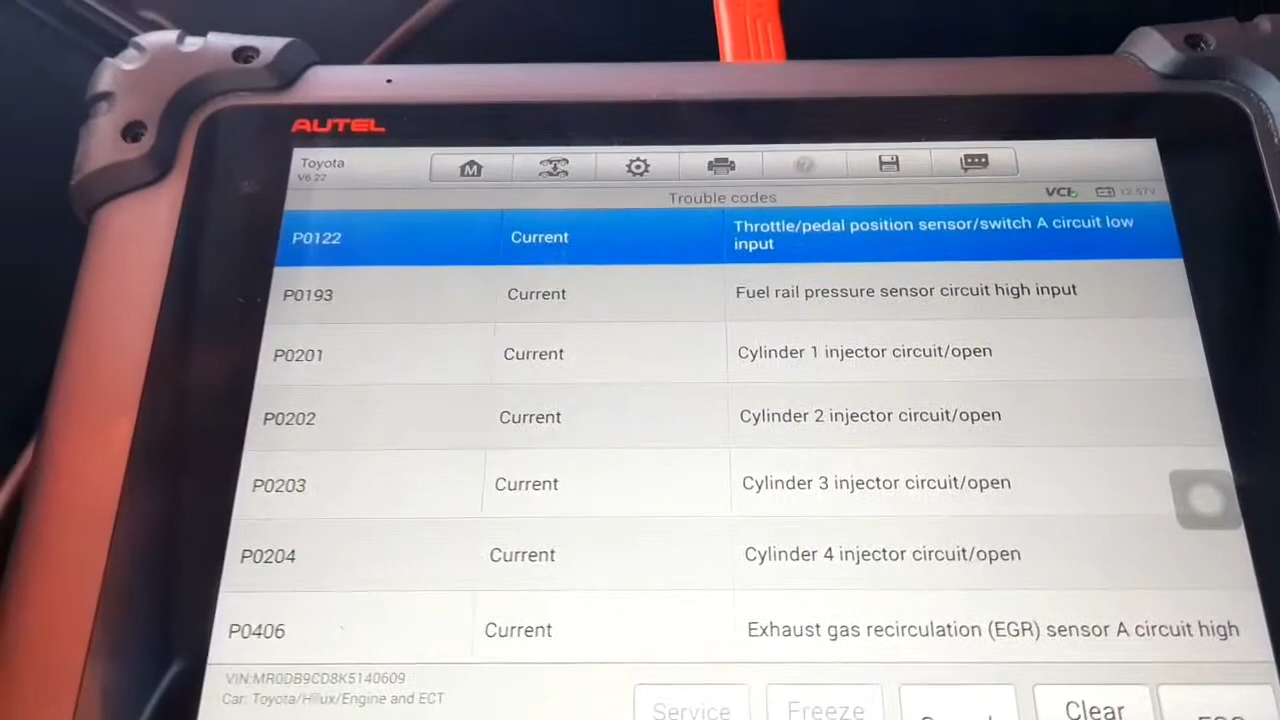 AUTEL
Toyota
V6.22
M
Trouble codes
VCI
12.57V
P0122 Current Throttle/pedal position sensor/switch A circuit low
input
P0193 Current Fuel rail pressure sensor circuit high input
P0201 Current Cylinder 1 injector circuit/open
P0202 Current Cylinder 2 injector circuit/open
P0203 Current Cylinder 3 injector circuit/open
P0204 Current Cylinder 4 injector circuit/open
P0406 Current Exhaust gas recirculation (EGR) sensor A circuit high
VIN:MR0DB9CD8K5140609
Car: Toyota/Hilux/Engine and ECT
Service Freeze Clear